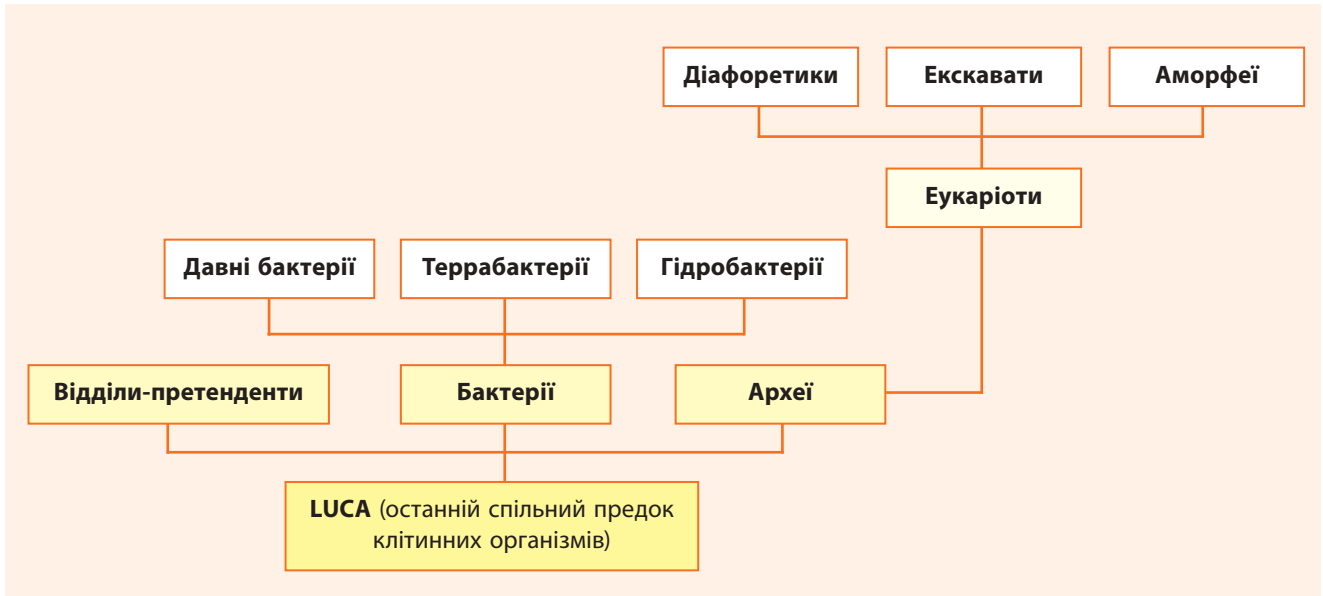 Діафоретики
Екскавати
Аморфеї
Еукаріоти
Давні бактерії
Террабактерії
Гідробактерії
Відділи-претенденти
Бактерії
Археї
LUCA (останній спільний предок
клітинних організмів)